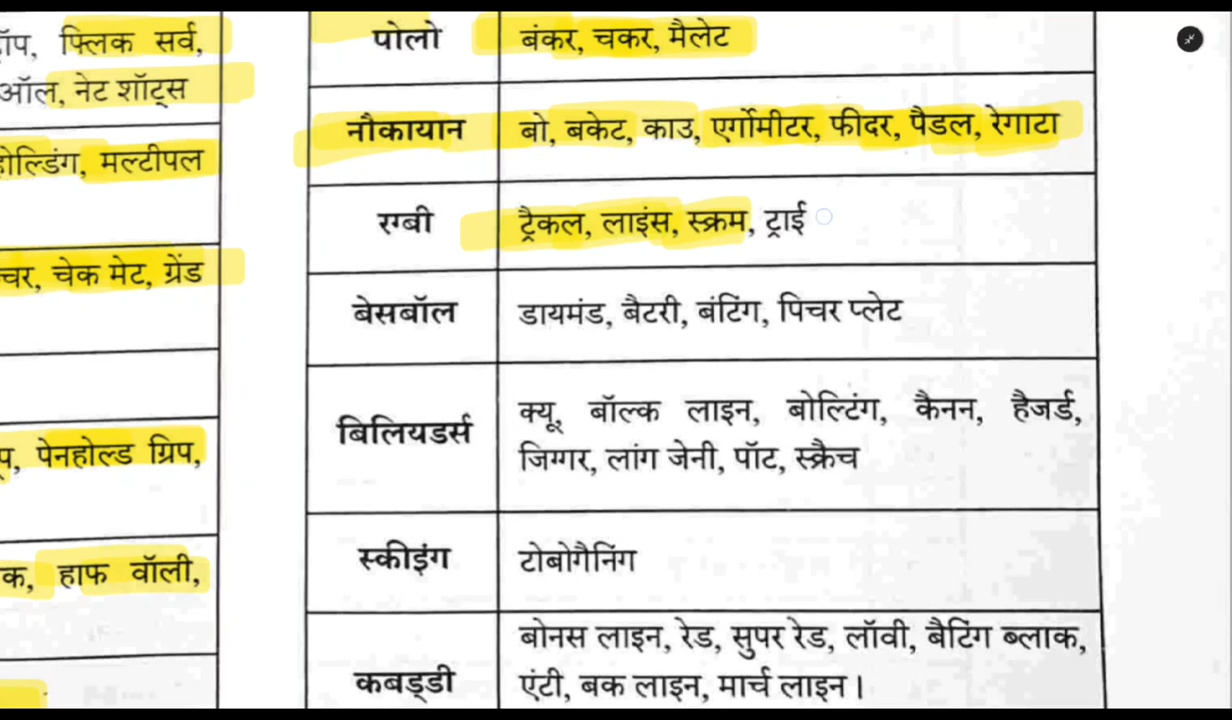 फ्लिक सर्व,
ऑल, नेट शॉट्स
होल्डिंग, मल्टीपल
चर, चेक मेट, ग्रेंड
पेनहोल्ड ग्रिप,
क, हाफ वॉली,
पोलो बंकर, चकर, मैलेट
नौकायान बो, बकेट, काउ, एर्गोमीटर, फीदर, पैडल, रेगाटा
रग्बी ट्रैकल, लाइंस, स्क्रम, ट्राई
बेसबॉल डायमंड, बैटरी, बंटिंग, पिचर प्लेट
बिलियडर्स क्यू, बॉल्क लाइन, बोल्टिंग, कैनन, हैजर्ड,
जिग्गर, लांग जेनी, पॉट, स्क्रैच
स्कीइंग टोबोगैनिंग
कबड्डी बोनस लाइन, रेड, सुपर रेड, लॉवी, बैटिंग ब्लाक,
एंटी, बक लाइन, मार्च लाइन।